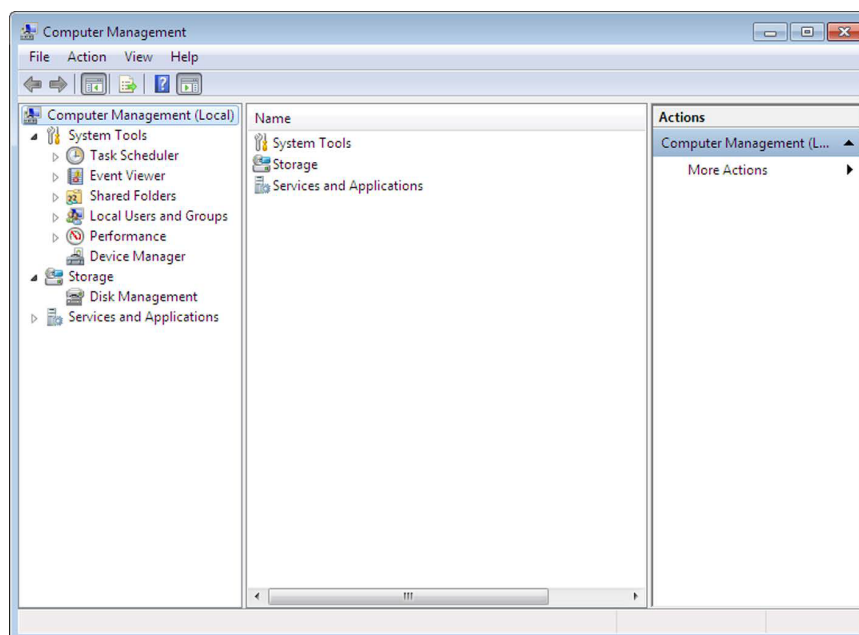 Computer Management
File Action View Help
Computer Management (Local)
System Tools
Task Scheduler
Event Viewer
Shared Folders
Local Users and Groups
Performance
Device Manager
Storage
Disk Management
Services and Applications
Name
System Tools
Storage
Services and Applications
Actions
Computer Management (L...
More Actions